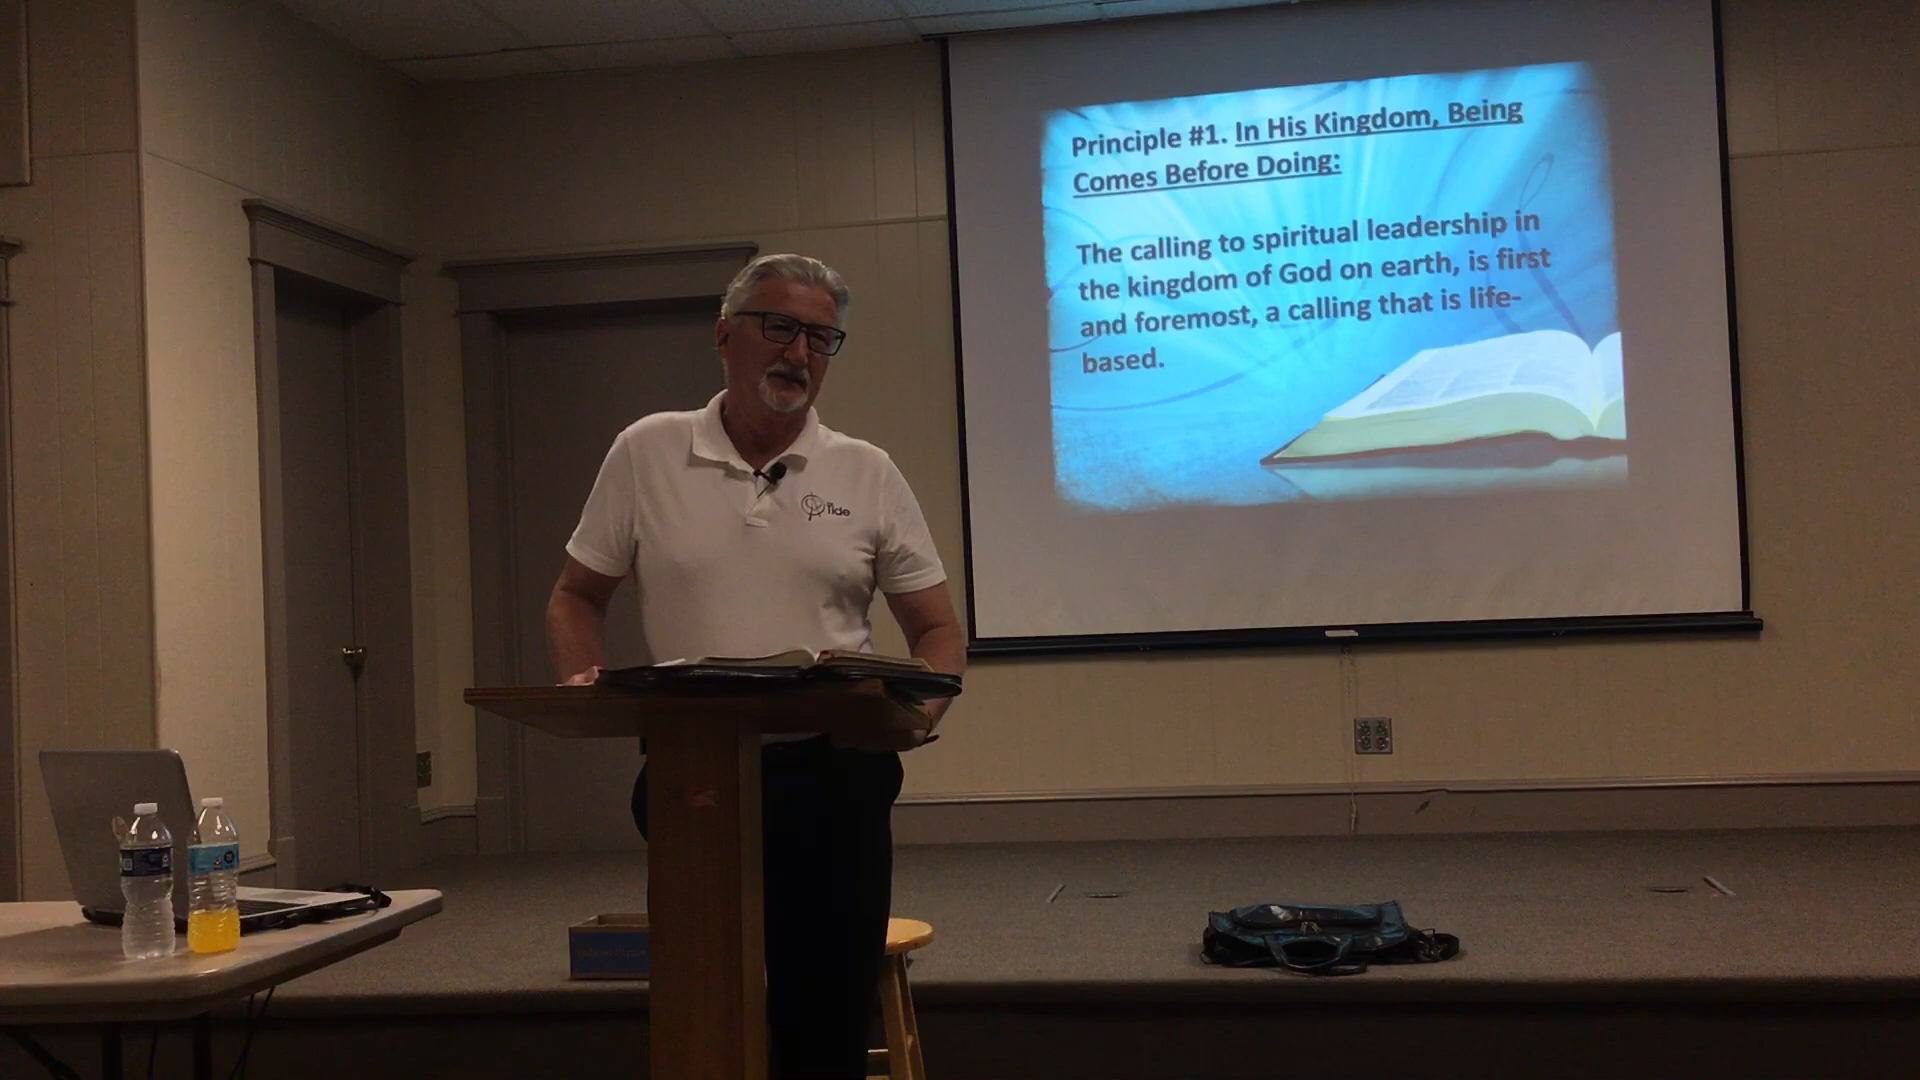 Principle #1. In His Kingdom, Being
Comes Before Doing:
The calling to spiritual leadership in
the kingdom of God on earth, is first
and foremost, a calling that is life-
based.
Tide